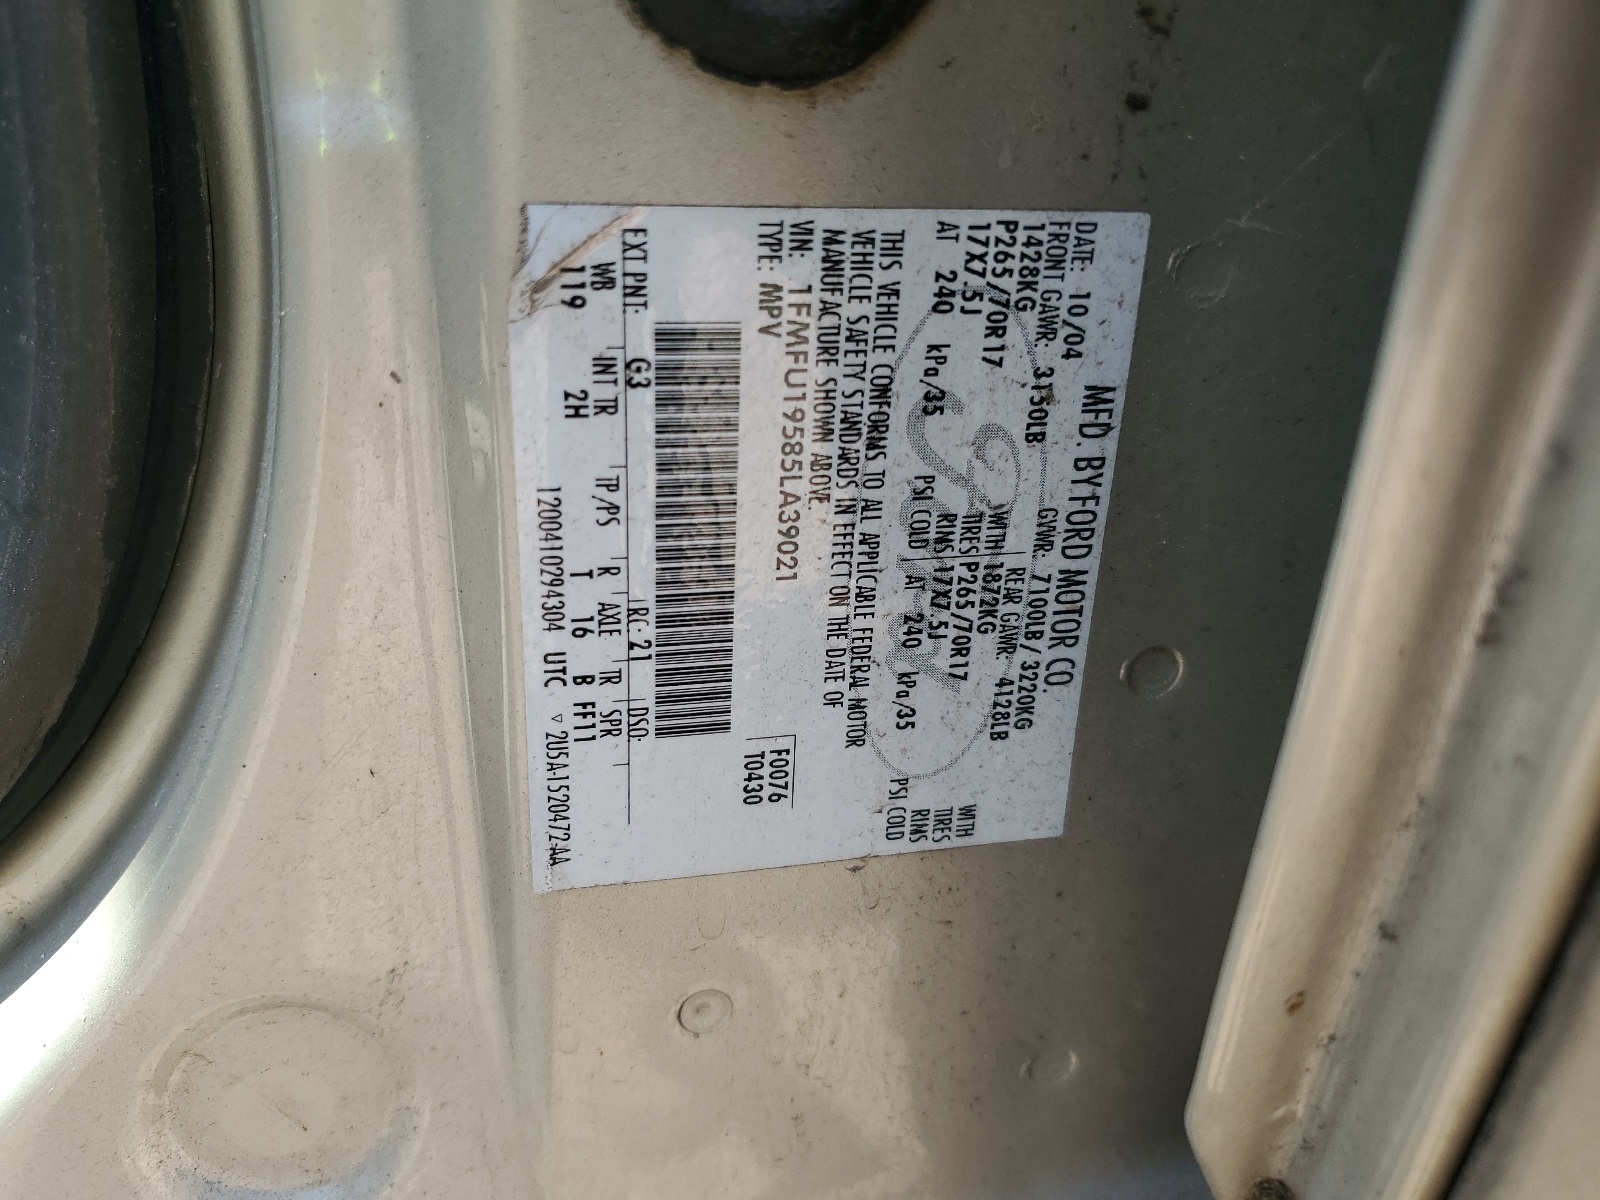 MFD. BY FORD MOTOR CO.
DATE: 10/04 GVWR: 7100LB/3220KG
FRONT GAWR: 3150LB REAR GAWR: 4128LB
1428KG WITH 1872KG WITH
P265/70R17 TIRES P265/70R17 TIRES
17X7.5J RIMS 17X7.5J RIMS
AT 240 kPa/35 PSI COLD AT 240 kPa/35 PSI COLD
THIS VEHICLE CONFORMS TO ALL APPLICABLE FEDERAL MOTOR
VEHICLE SAFETY STANDARDS IN EFFECT ON THE DATE OF
MANUFACTURE SHOWN ABOVE.
VIN: 1FMFU19585LA39021
TYPE: MPV
F0076
T0430
EXT PNT: G3 RC: 21 DSO:
WB INT TR TP/PS R AXLE TR SPR
119 2H T 16 B FF11
12004102943​04 UTC ▽ 2U5A-1520472-AA